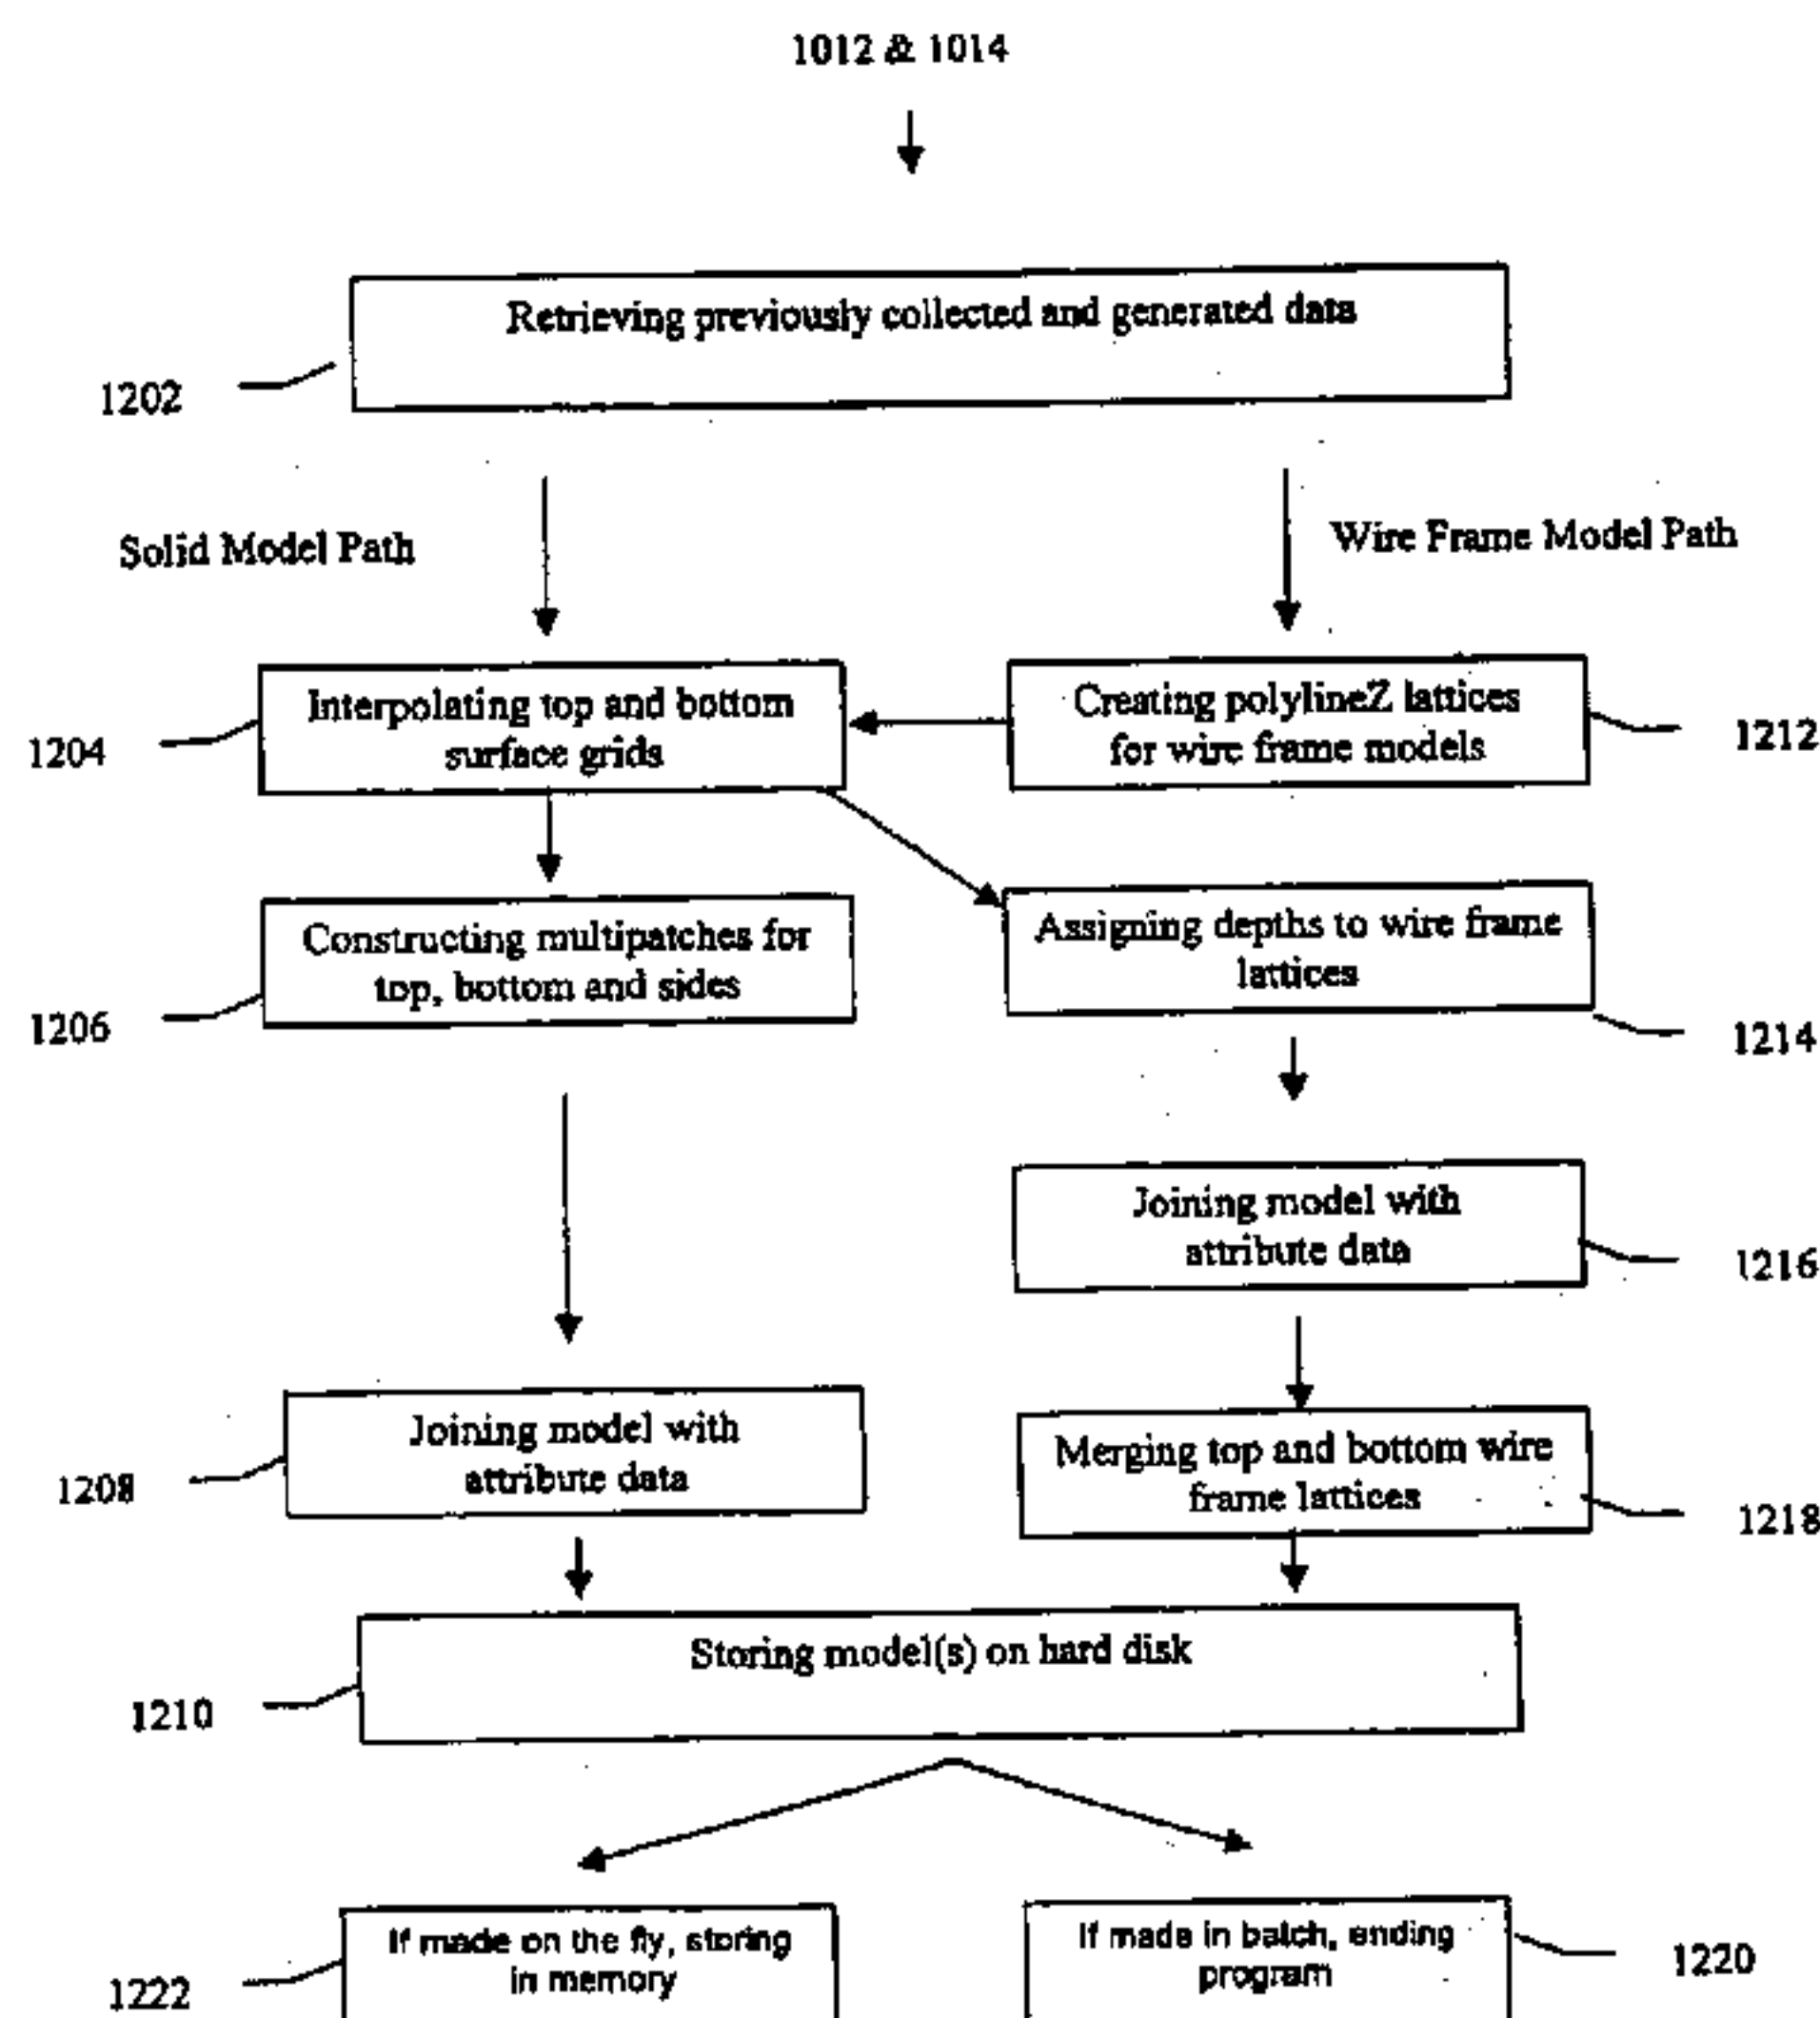 1012 & 1014
Retrieving previously collected and generated data
1202
Solid Model Path
Wire Frame Model Path
Interpolating top and bottom
surface grids
1204
Creating polylineZ lattices
for wire frame models
1212
Constructing multipatches for
top, bottom and sides
1206
Assigning depths to wire frame
lattices
1214
Joining model with
attribute data
1216
Joining model with
attribute data
1208
Merging top and bottom wire
frame lattices
1218
Storing model(s) on hard disk
1210
If made on the fly, storing
in memory
1222
If made in batch, ending
program
1220